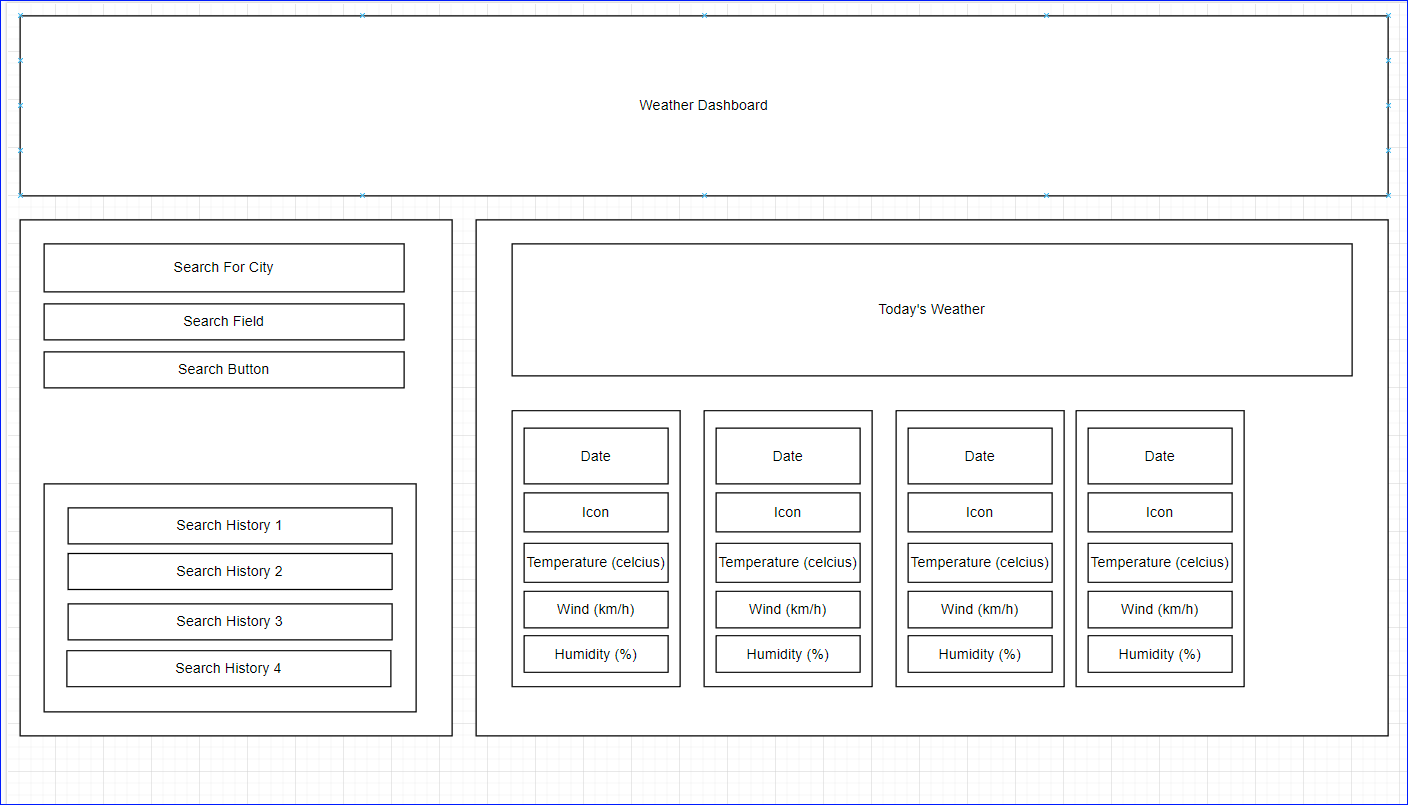 Weather Dashboard
Search For City
Search Field
Search Button
Search History 1
Search History 2
Search History 3
Search History 4
Today's Weather
Date
Icon
Temperature (celcius)
Wind (km/h)
Humidity (%)
Date
Icon
Temperature (celcius)
Wind (km/h)
Humidity (%)
Date
Icon
Temperature (celcius)
Wind (km/h)
Humidity (%)
Date
Icon
Temperature (celcius)
Wind (km/h)
Humidity (%)